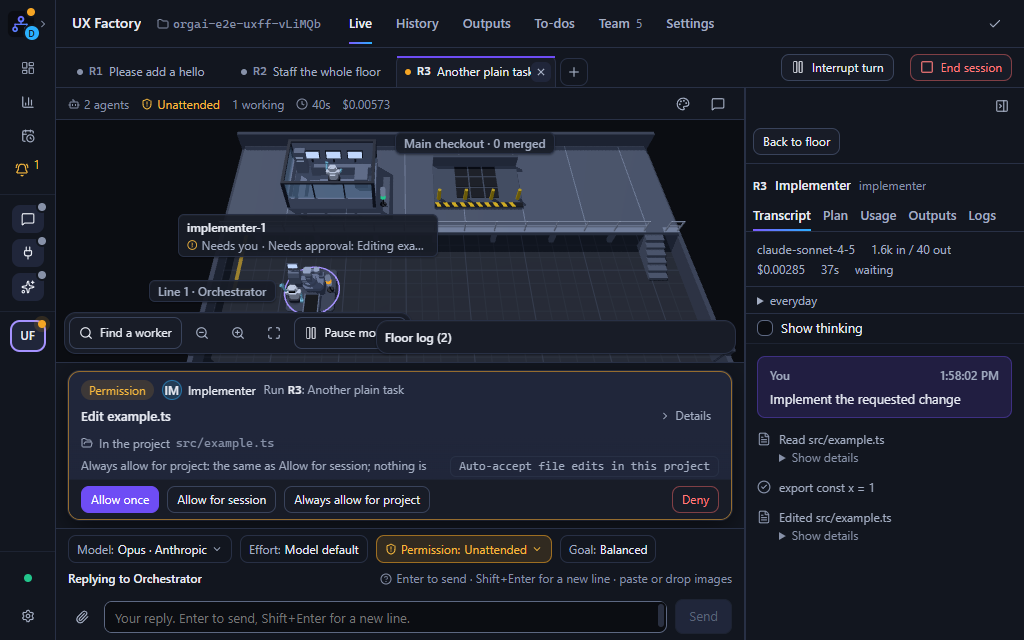 UX Factory
orgai-e2e-uxff-vLiMQb
Live
History
Outputs
To-dos
Team 5
Settings
D
R1 Please add a hello
R2 Staff the whole floor
R3 Another plain task
Interrupt turn
End session
2 agents
Unattended
1 working
40s
$0.00573
1
UF
Main checkout · 0 merged
implementer-1
Needs you · Needs approval: Editing exa...
Line 1 · Orchestrator
Find a worker
Pause mo
Floor log (2)
Permission
IM
Implementer
Run R3: Another plain task
Edit example.ts
Details
In the project src/example.ts
Always allow for project: the same as Allow for session; nothing is
Auto-accept file edits in this project
Allow once
Allow for session
Always allow for project
Deny
Model: Opus · Anthropic
Effort: Model default
Permission: Unattended
Goal: Balanced
Replying to Orchestrator
Enter to send · Shift+Enter for a new line · paste or drop images
Your reply. Enter to send, Shift+Enter for a new line.
Send
Back to floor
R3 Implementer implementer
Transcript
Plan
Usage
Outputs
Logs
claude-sonnet-4-5 1.6k in / 40 out
$0.00285 37s waiting
everyday
Show thinking
You 1:58:02 PM
Implement the requested change
Read src/example.ts
Show details
export const x = 1
Edited src/example.ts
Show details